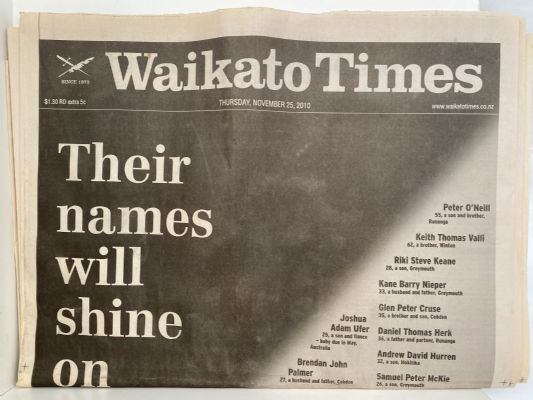 Waikato Times
SINCE 1872
$1.30 RD extra 5c
THURSDAY, NOVEMBER 25, 2010
www.waikatotimes.co.nz
Their
names
will
shine
on
Peter O'Neill
55, a son and brother,
Runanga
Keith Thomas Valli
62, a brother, Winton
Riki Steve Keane
28, a son, Greymouth
Kane Barry Nieper
33, a husband and father, Greymouth
Glen Peter Cruse
35, a brother and son, Cobden
Joshua
Adam Ufer
25, a son and fiance
– baby due in May,
Australia
Daniel Thomas Herk
36, a father and partner, Runanga
Andrew David Hurren
32, a son, Hokitika
Brendan John
Palmer
27, a husband and father, Cobden
Samuel Peter McKie
26, a son, Greymouth